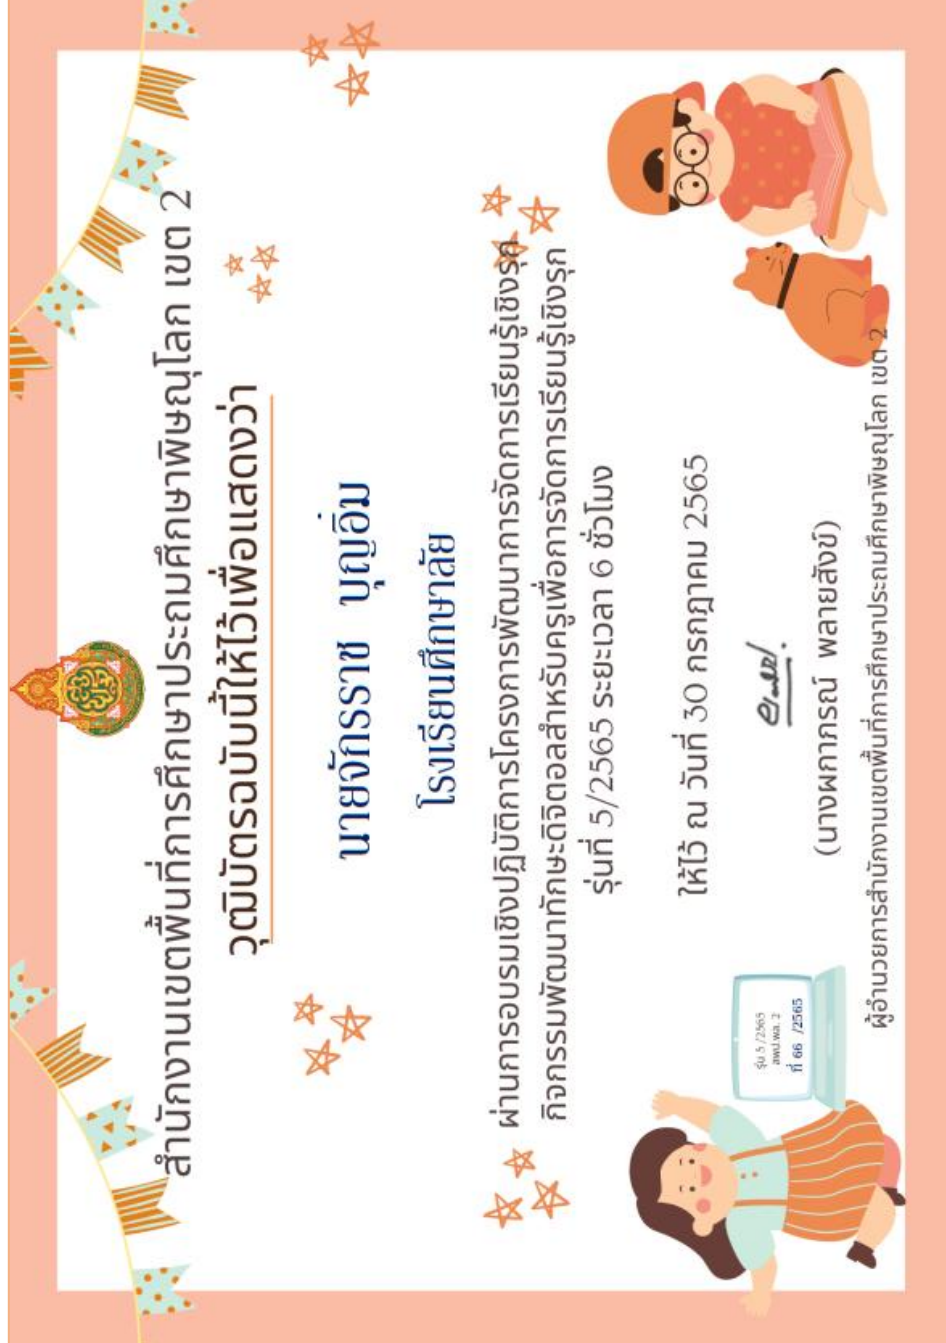 สำนักงานเขตพื้นที่การศึกษาประถมศึกษาพิษณุโลก เขต 2
วุฒิบัตรฉบับนี้ให้ไว้เพื่อแสดงว่า
นายจักรราช บุญอิ่ม
โรงเรียนศึกษาลัย
ผ่านการอบรมเชิงปฏิบัติการโครงการพัฒนาการจัดการเรียนรู้เชิงรุก
กิจกรรมพัฒนาทักษะดิจิตอลสำหรับครูเพื่อการจัดการเรียนรู้เชิงรุก
รุ่นที่ 5/2565 ระยะเวลา 6 ชั่วโมง
ให้ไว้ ณ วันที่ 30 กรกฎาคม 2565
(นางผกาภรณ์ พลายสังข์)
ผู้อำนวยการสำนักงานเขตพื้นที่การศึกษาประถมศึกษาพิษณุโลก เขต 2
รุ่น 5 /2565
สพป.พล. 2
ที่ 66 /2565